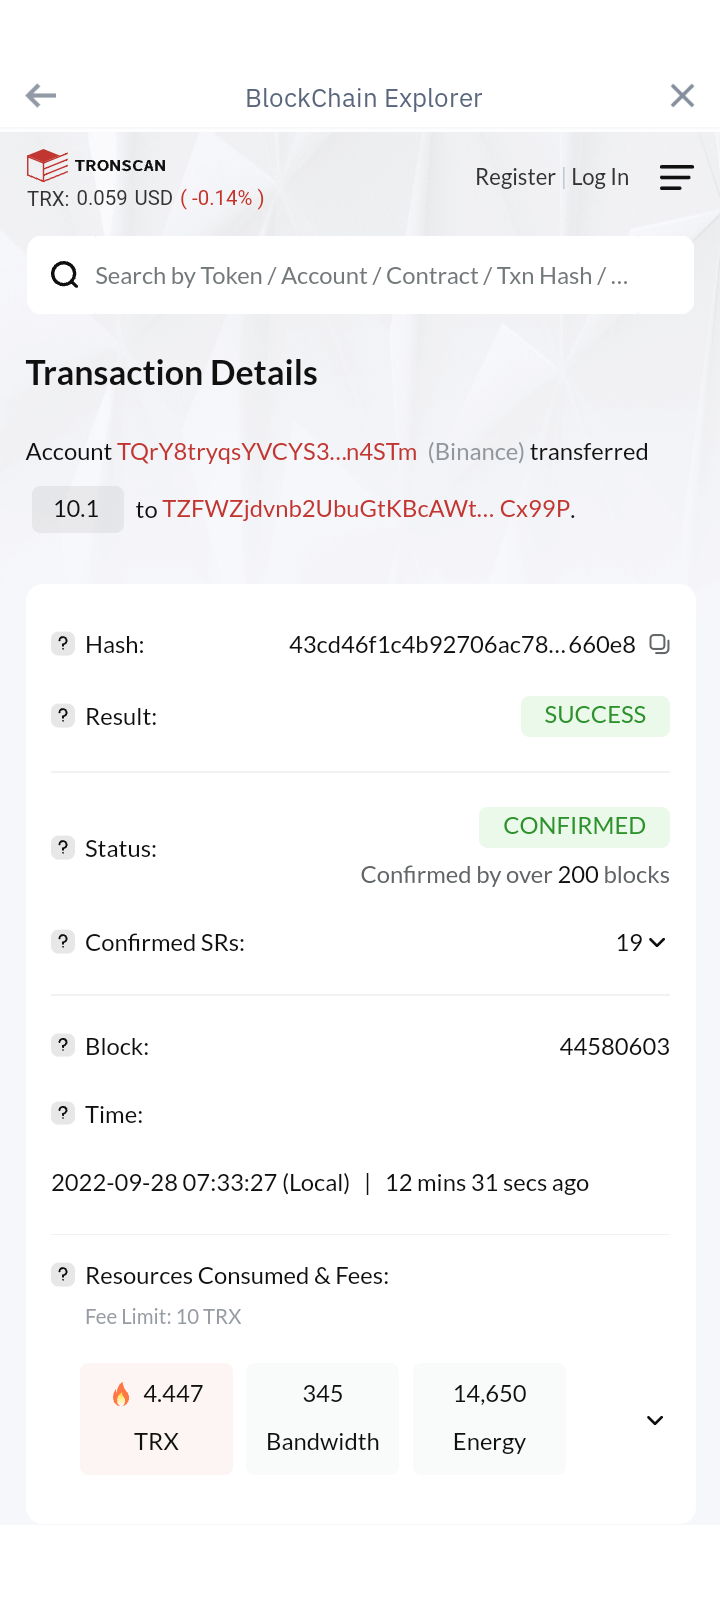 BlockChain Explorer
TRONSCAN
TRX: 0.059 USD ( -0.14% )
Register | Log In
Search by Token / Account / Contract / Txn Hash / ...
Transaction Details
Account TQrY8tryqsYVCYS3...n4STm (Binance) transferred
10.1 to TZFWZjdvnb2UbuGtKBcAWt... Cx99P.
? Hash: 43cd46f1c4b92706ac78...660e8
? Result: SUCCESS
CONFIRMED
? Status:
Confirmed by over 200 blocks
? Confirmed SRs: 19
? Block: 44580603
? Time:
2022-09-28 07:33:27 (Local) | 12 mins 31 secs ago
? Resources Consumed & Fees:
Fee Limit: 10 TRX
4.447 345 14,650
TRX Bandwidth Energy